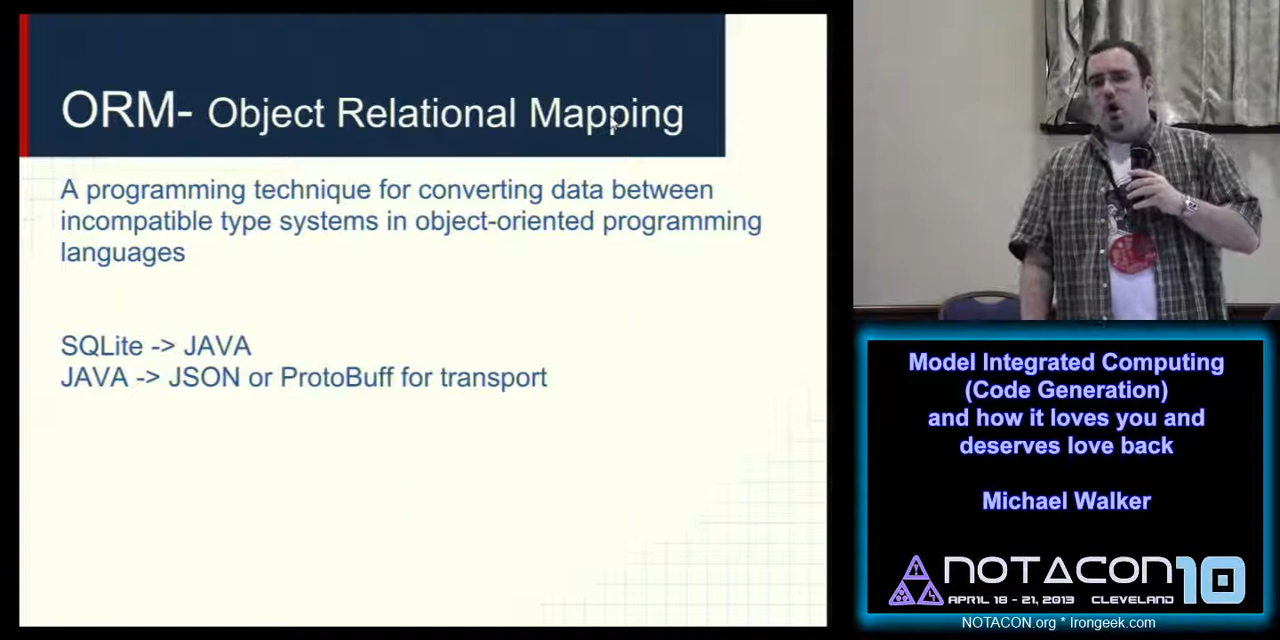 ORM- Object Relational Mapping
A programming technique for converting data between
incompatible type systems in object-oriented programming
languages
SQLite -> JAVA
JAVA -> JSON or ProtoBuff for transport
Model Integrated Computing
(Code Generation)
and how it loves you and
deserves love back
Michael Walker
NOTACON 10
APRIL 18 - 21, 2013 CLEVELAND
NOTACON.org * Irongeek.com